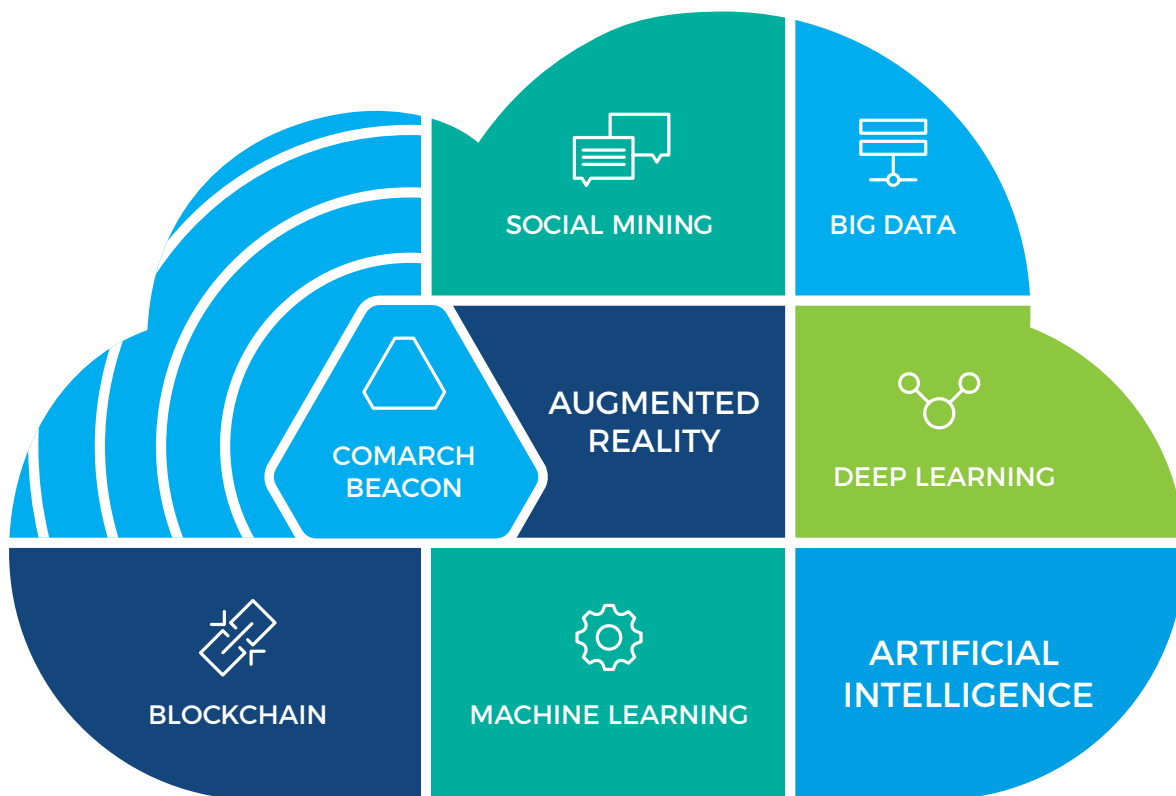 SOCIAL MINING
BIG DATA
COMARCH
BEACON
AUGMENTED
REALITY
DEEP LEARNING
BLOCKCHAIN
MACHINE LEARNING
ARTIFICIAL
INTELLIGENCE